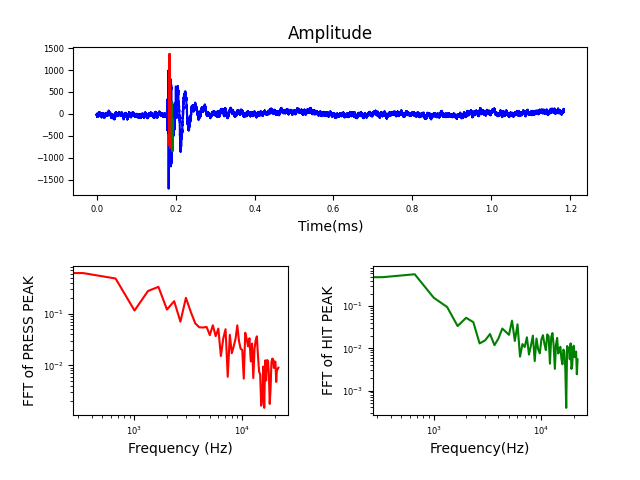 Amplitude
1500
1000
500
0
−500
−1000
−1500
0.0 0.2 0.4 0.6 0.8 1.0 1.2
Time(ms)
FFT of PRESS PEAK
10⁻¹
10⁻²
10³ 10⁴
Frequency (Hz)
FFT of HIT PEAK
10⁻¹
10⁻²
10⁻³
10³ 10⁴
Frequency(Hz)